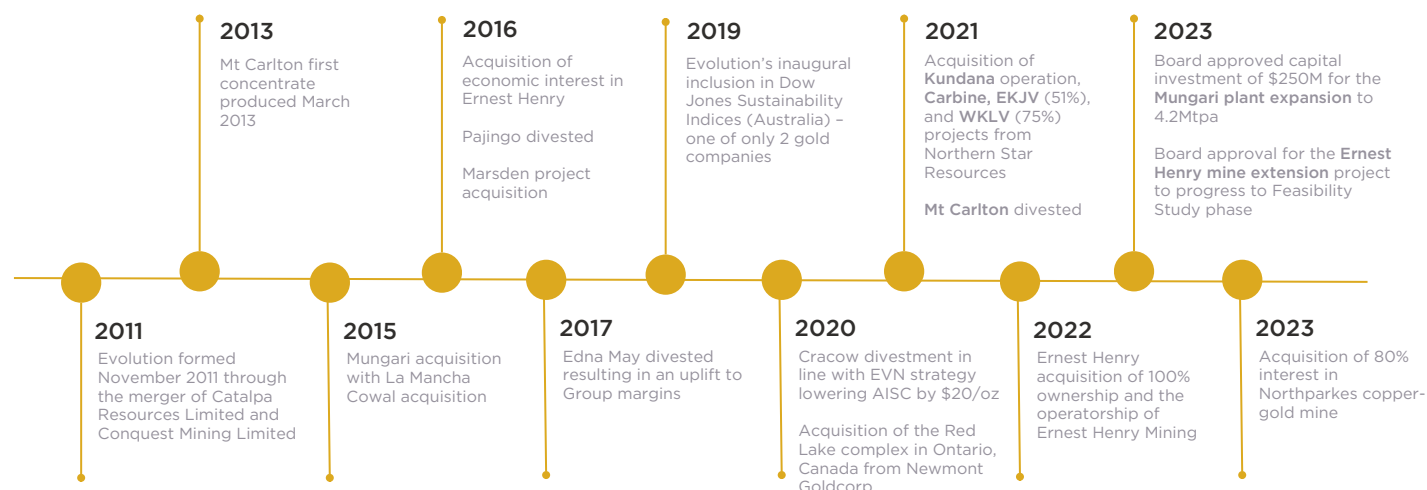 2013
Mt Carlton first
concentrate
produced March
2013
2016
Acquisition of
economic interest in
Ernest Henry
Pajingo divested
Marsden project
acquisition
2019
Evolution's inaugural
inclusion in Dow
Jones Sustainability
Indices (Australia) –
one of only 2 gold
companies
2021
Acquisition of
Kundana operation,
Carbine, EKJV (51%),
and WKLV (75%)
projects from
Northern Star
Resources
Mt Carlton divested
2023
Board approved capital
investment of $250M for the
Mungari plant expansion to
4.2Mtpa
Board approval for the Ernest
Henry mine extension project
to progress to Feasibility
Study phase
2011
Evolution formed
November 2011 through
the merger of Catalpa
Resources Limited and
Conquest Mining Limited
2015
Mungari acquisition
with La Mancha
Cowal acquisition
2017
Edna May divested
resulting in an uplift to
Group margins
2020
Cracow divestment in
line with EVN strategy
lowering AISC by $20/oz
Acquisition of the Red
Lake complex in Ontario,
Canada from Newmont
Goldcorp
2022
Ernest Henry
acquisition of 100%
ownership and the
operatorship of
Ernest Henry Mining
2023
Acquisition of 80%
interest in
Northparkes copper-
gold mine